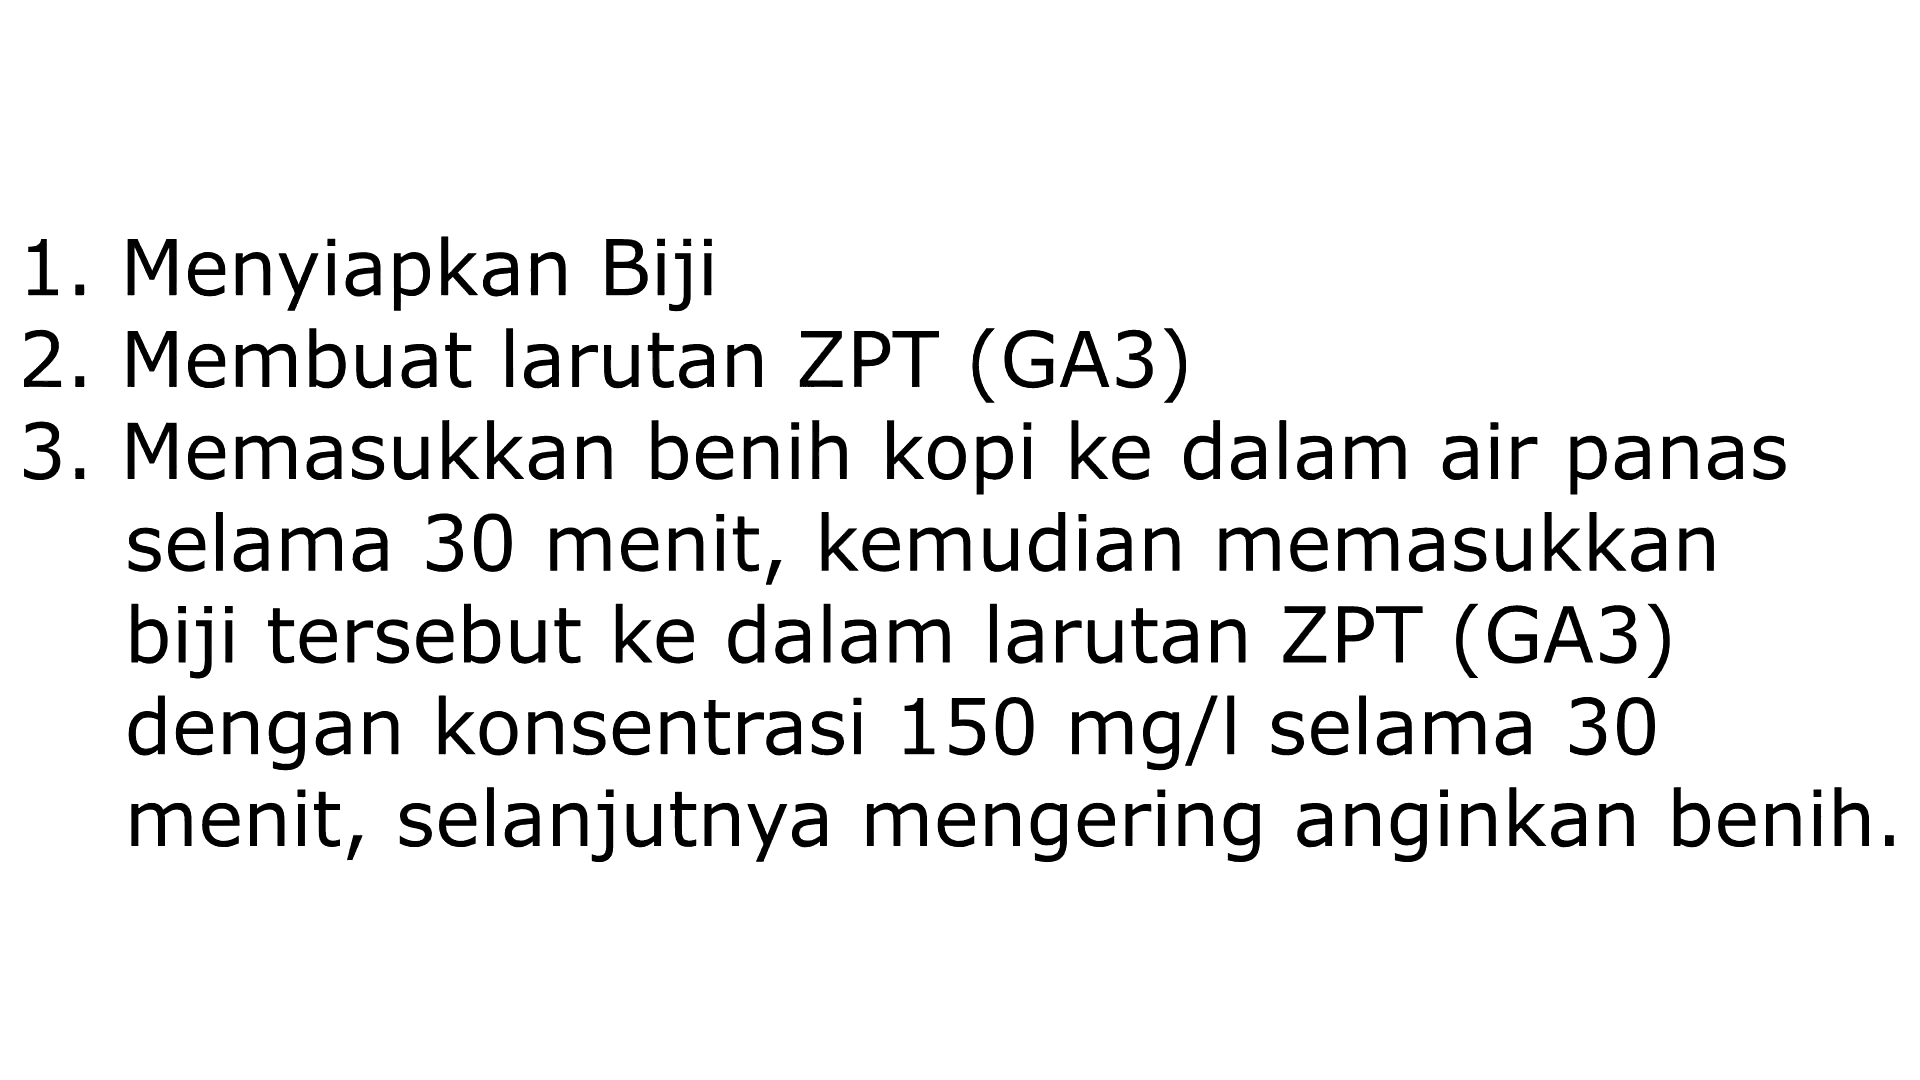 1. Menyiapkan Biji
2. Membuat larutan ZPT (GA3)
3. Memasukkan benih kopi ke dalam air panas
selama 30 menit, kemudian memasukkan
biji tersebut ke dalam larutan ZPT (GA3)
dengan konsentrasi 150 mg/l selama 30
menit, selanjutnya mengering anginkan benih.